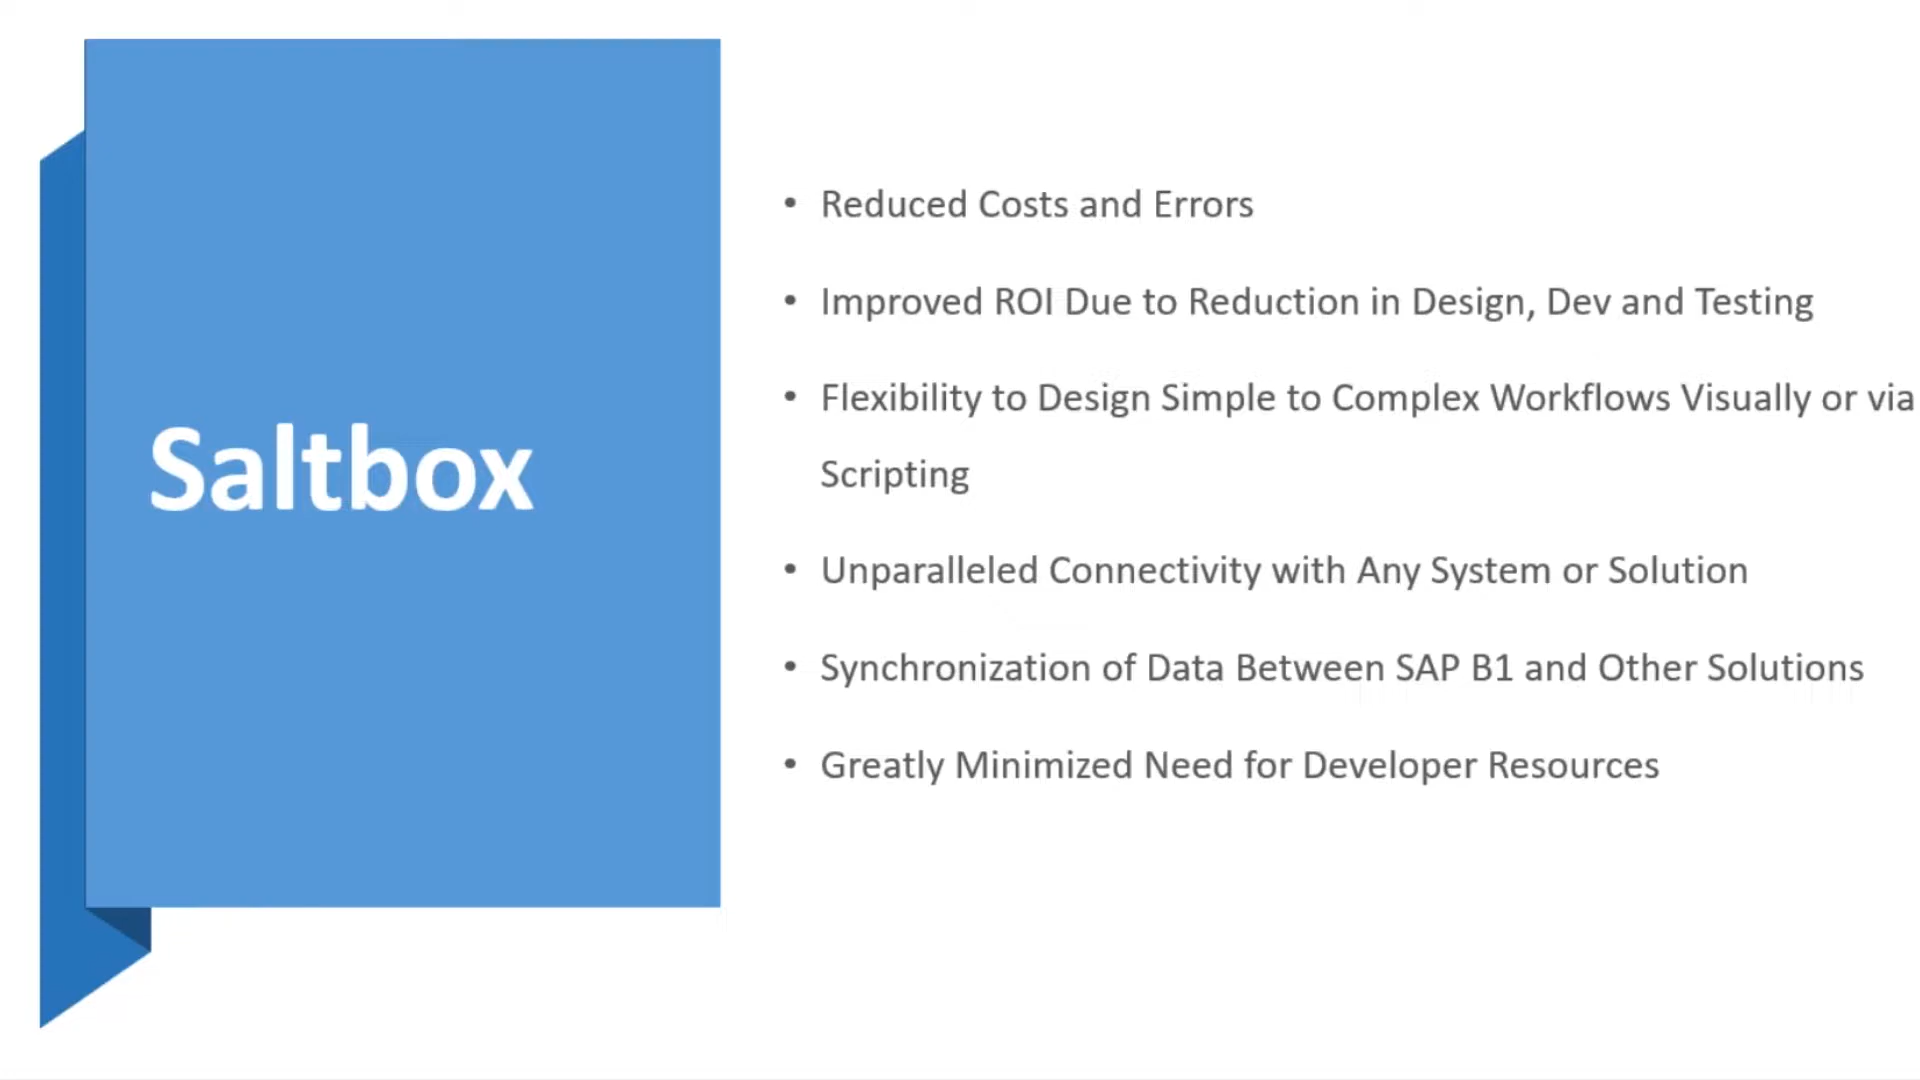 Saltbox
• Reduced Costs and Errors
• Improved ROI Due to Reduction in Design, Dev and Testing
• Flexibility to Design Simple to Complex Workflows Visually or via
Scripting
• Unparalleled Connectivity with Any System or Solution
• Synchronization of Data Between SAP B1 and Other Solutions
• Greatly Minimized Need for Developer Resources